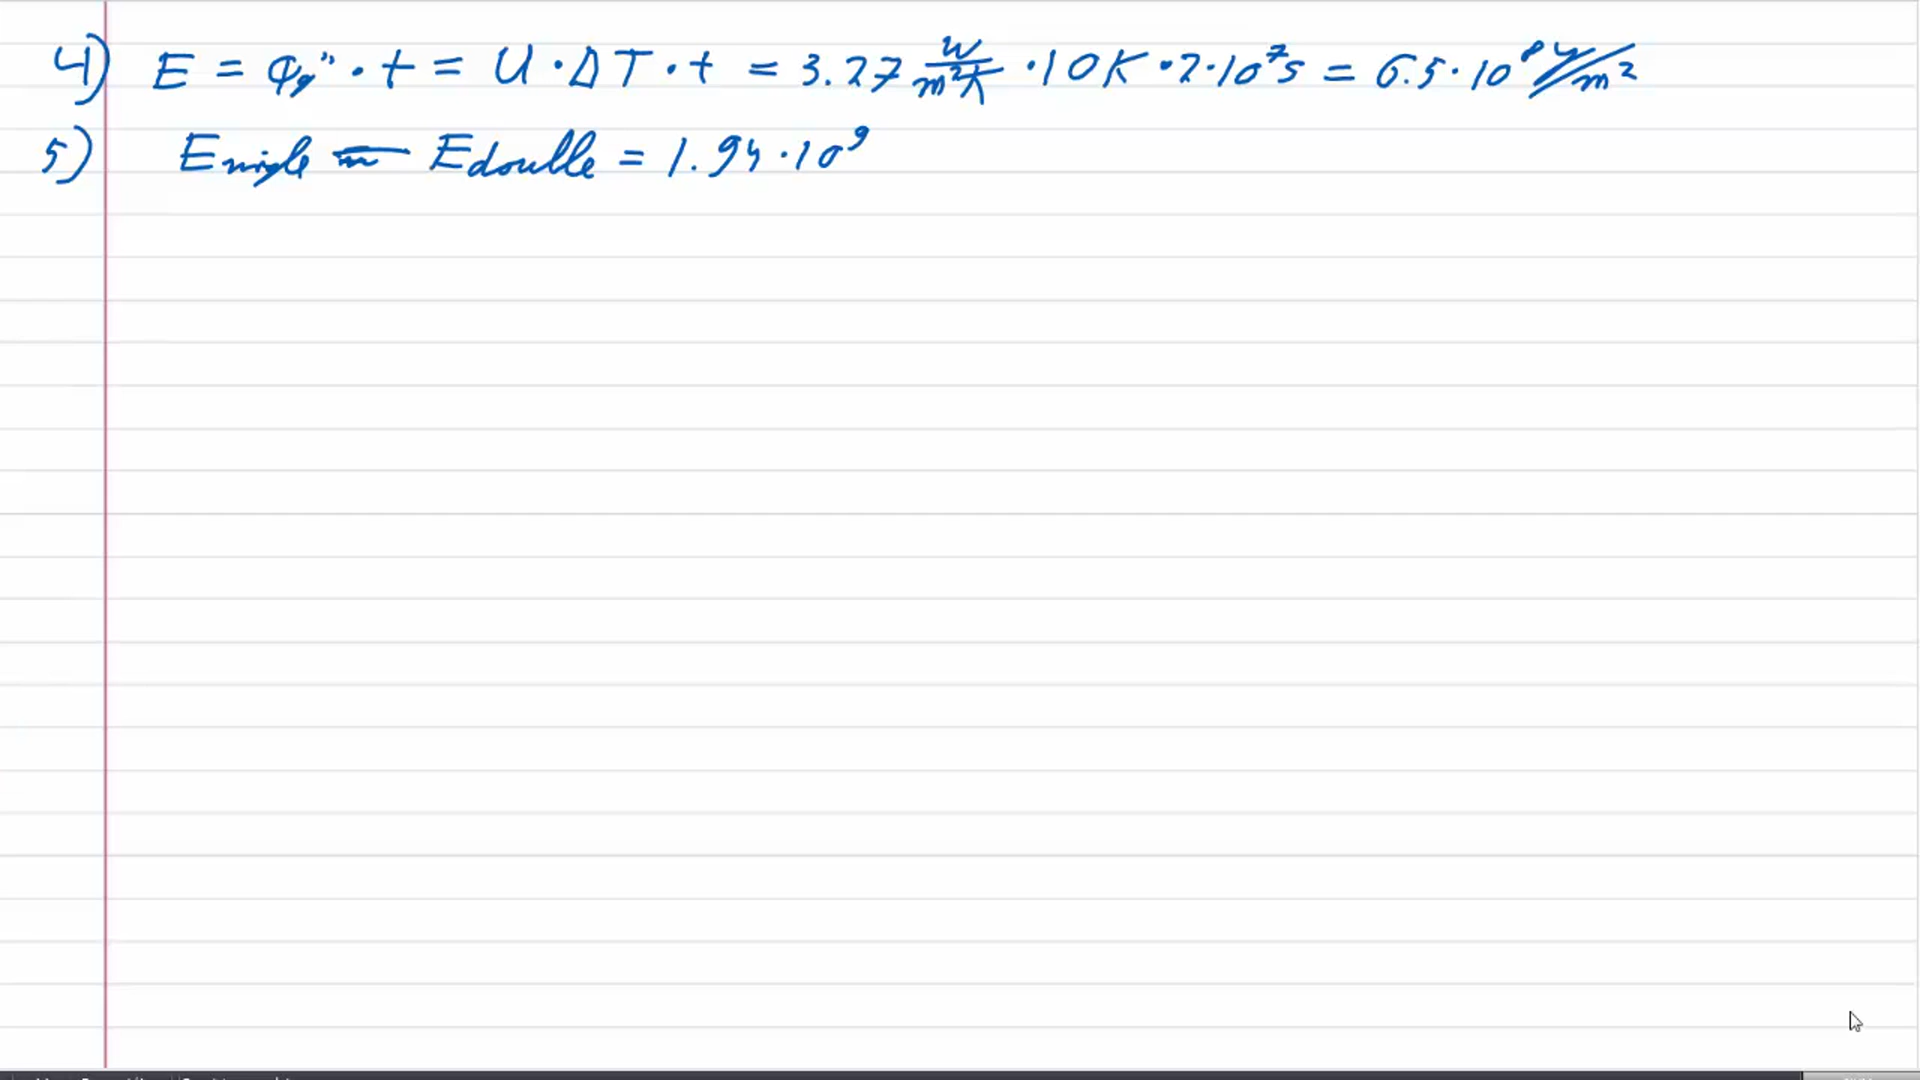 4) E = φq" · t = U · ΔT · t = 3.27 W/m²K · 10K · 2·10⁷s = 6.5·10⁸ J/m²
5) Esingle − Edouble = 1.94·10⁹